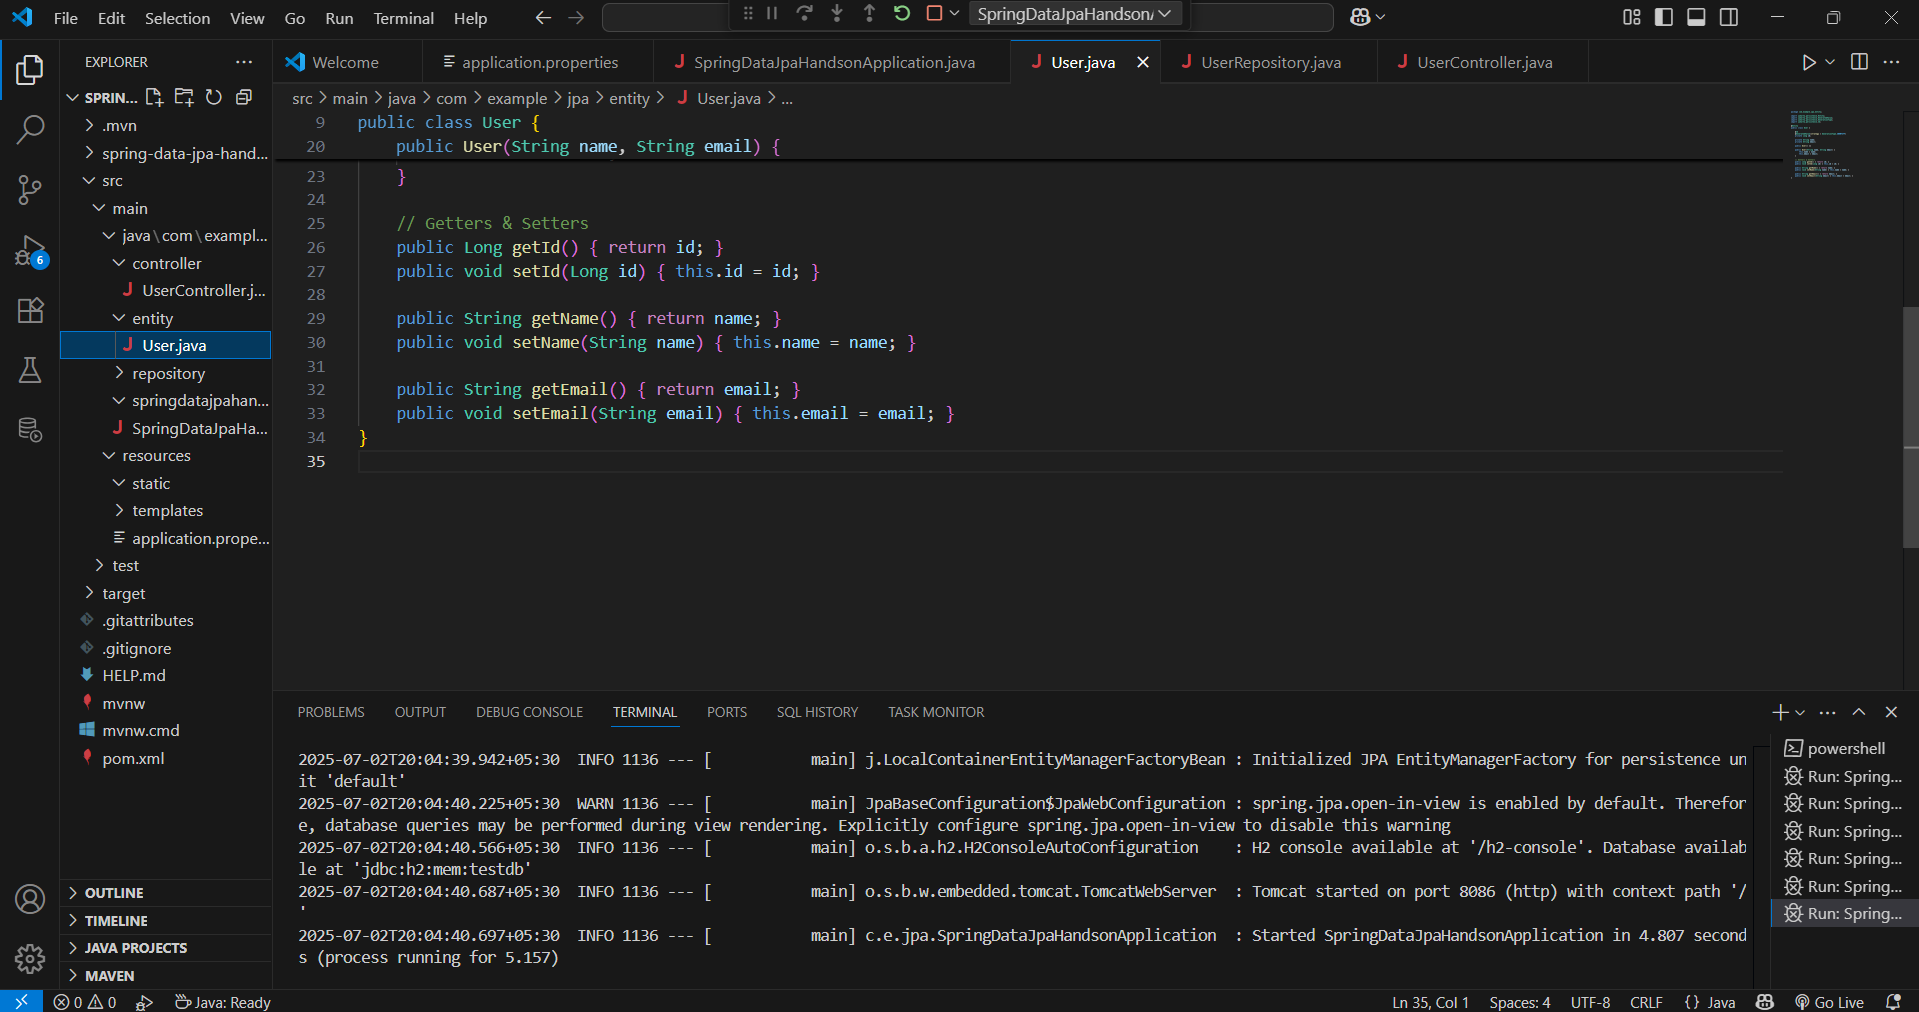 File Edit Selection View Go Run Terminal Help
SpringDataJpaHandson/
EXPLORER
Welcome
application.properties
SpringDataJpaHandsonApplication.java
User.java
UserRepository.java
UserController.java
SPRIN...
src > main > java > com > example > jpa > entity > User.java > ...
.mvn
spring-data-jpa-hand...
src
main
java\com\exampl...
controller
UserController.j...
entity
User.java
repository
springdatajpahan...
SpringDataJpaHa...
resources
static
templates
application.prope...
test
target
.gitattributes
.gitignore
HELP.md
mvnw
mvnw.cmd
pom.xml
OUTLINE
TIMELINE
JAVA PROJECTS
MAVEN
6
9 public class User {
20 public User(String name, String email) {
23 }
24
25 // Getters & Setters
26 public Long getId() { return id; }
27 public void setId(Long id) { this.id = id; }
28
29 public String getName() { return name; }
30 public void setName(String name) { this.name = name; }
31
32 public String getEmail() { return email; }
33 public void setEmail(String email) { this.email = email; }
34 }
35
PROBLEMS OUTPUT DEBUG CONSOLE TERMINAL PORTS SQL HISTORY TASK MONITOR
2025-07-02T20:04:39.942+05:30 INFO 1136 --- [ main] j.LocalContainerEntityManagerFactoryBean : Initialized JPA EntityManagerFactory for persistence un
it 'default'
2025-07-02T20:04:40.225+05:30 WARN 1136 --- [ main] JpaBaseConfiguration$JpaWebConfiguration : spring.jpa.open-in-view is enabled by default. Therefor
e, database queries may be performed during view rendering. Explicitly configure spring.jpa.open-in-view to disable this warning
2025-07-02T20:04:40.566+05:30 INFO 1136 --- [ main] o.s.b.a.h2.H2ConsoleAutoConfiguration : H2 console available at '/h2-console'. Database availab
le at 'jdbc:h2:mem:testdb'
2025-07-02T20:04:40.687+05:30 INFO 1136 --- [ main] o.s.b.w.embedded.tomcat.TomcatWebServer : Tomcat started on port 8086 (http) with context path '/
'
2025-07-02T20:04:40.697+05:30 INFO 1136 --- [ main] c.e.jpa.SpringDataJpaHandsonApplication : Started SpringDataJpaHandsonApplication in 4.807 second
s (process running for 5.157)
powershell
Run: Spring...
Run: Spring...
Run: Spring...
Run: Spring...
Run: Spring...
Run: Spring...
0 0 Java: Ready
Ln 35, Col 1 Spaces: 4 UTF-8 CRLF {} Java Go Live